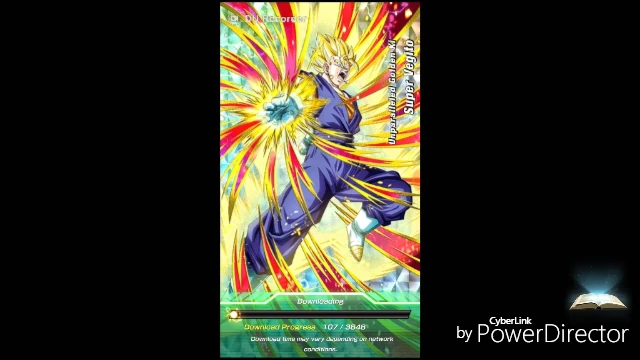 DU Recorder
Unparalleled Golden Ki
Super Vegito
Downloading
Download Progress 107 / 3646
Download time may vary depending on network
conditions.
CyberLink
by PowerDirector